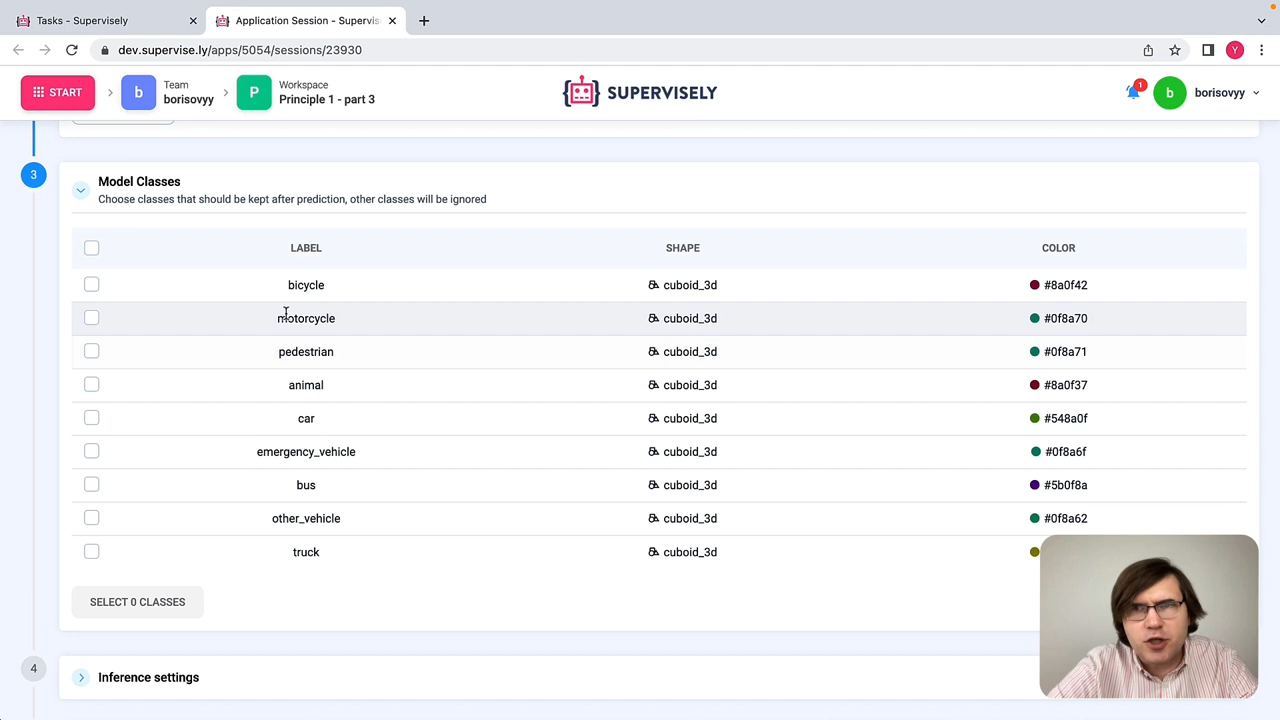 Tasks - Supervisely
Application Session - Supervis
dev.supervise.ly/apps/5054/sessions/23930
Y
START
b
Team
borisovyy
P
Workspace
Principle 1 - part 3
SUPERVISELY
1
b
borisovyy
3
Model Classes
Choose classes that should be kept after prediction, other classes will be ignored
LABEL SHAPE COLOR
bicycle cuboid_3d #8a0f42
motorcycle cuboid_3d #0f8a70
pedestrian cuboid_3d #0f8a71
animal cuboid_3d #8a0f37
car cuboid_3d #548a0f
emergency_vehicle cuboid_3d #0f8a6f
bus cuboid_3d #5b0f8a
other_vehicle cuboid_3d #0f8a62
truck cuboid_3d
SELECT 0 CLASSES
4
Inference settings